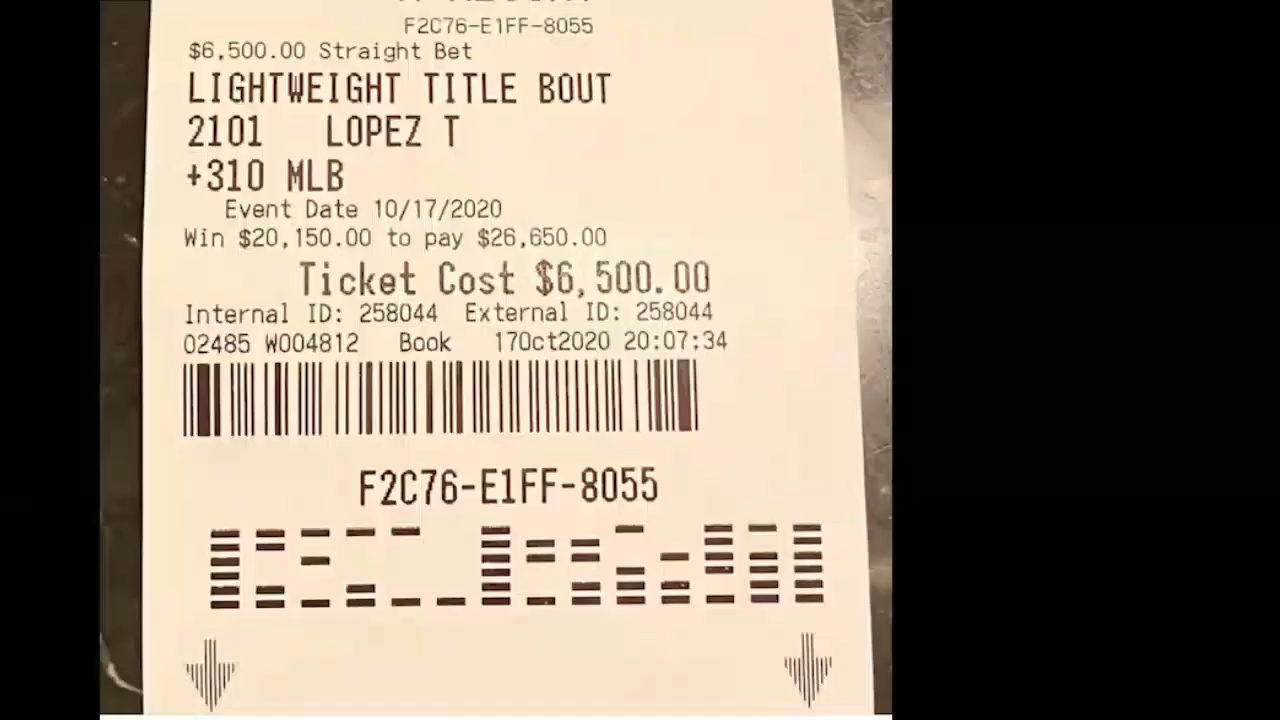 F2C76-E1FF-8055
$6,500.00 Straight Bet
LIGHTWEIGHT TITLE BOUT
2101 LOPEZ T
+310 MLB
Event Date 10/17/2020
Win $20,150.00 to pay $26,650.00
Ticket Cost $6,500.00
Internal ID: 258044 External ID: 258044
02485 W004812 Book 17Oct2020 20:07:34
F2C76-E1FF-8055